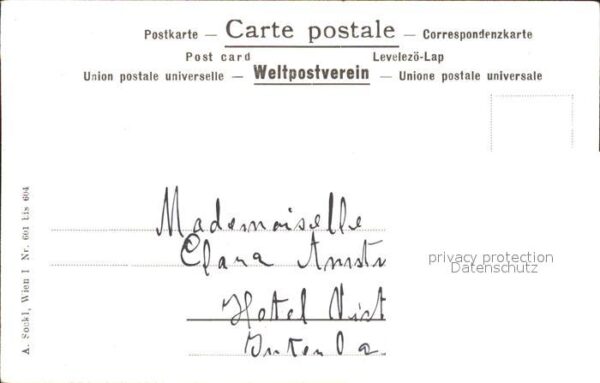 Postkarte — Carte postale — Correspondenzkarte
Post card Levelező-Lap
Union postale universelle — Weltpostverein — Unione postale universale
Mademoiselle
Clara
Hotel Vict
privacy protection
Datenschutz
A. Sockl, Wien I Nr. 601 bis 604